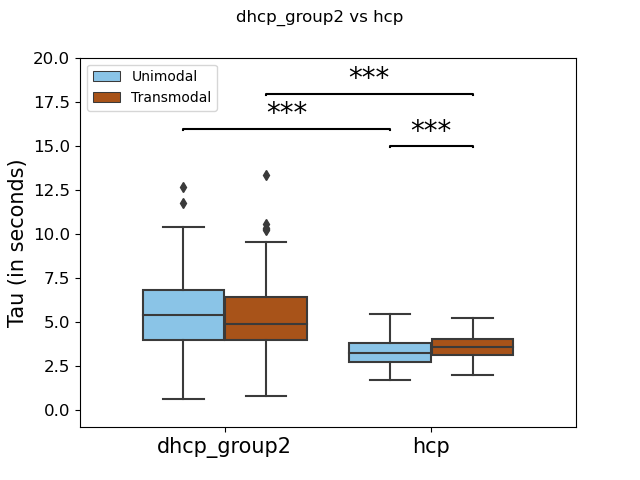 dhcp_group2 vs hcp
20.0
17.5
15.0
12.5
10.0
7.5
5.0
2.5
0.0
Tau (in seconds)
Unimodal
Transmodal
***
***
***
dhcp_group2
hcp